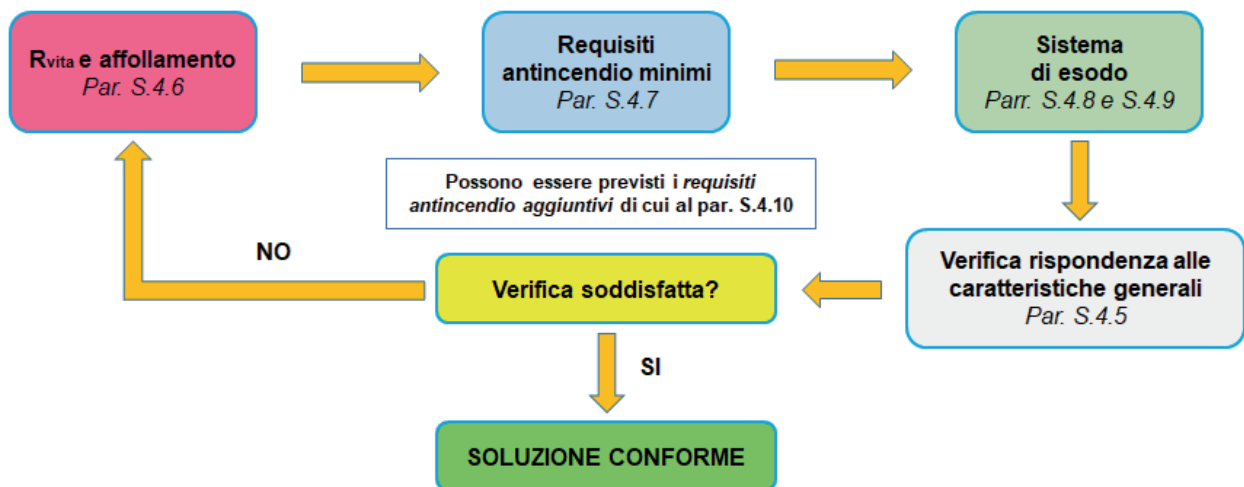 Rvita e affollamento
Par. S.4.6
Requisiti
antincendio minimi
Par. S.4.7
Sistema
di esodo
Parr. S.4.8 e S.4.9
Possono essere previsti i requisiti
antincendio aggiuntivi di cui al par. S.4.10
NO
Verifica soddisfatta?
Verifica rispondenza alle
caratteristiche generali
Par. S.4.5
SI
SOLUZIONE CONFORME